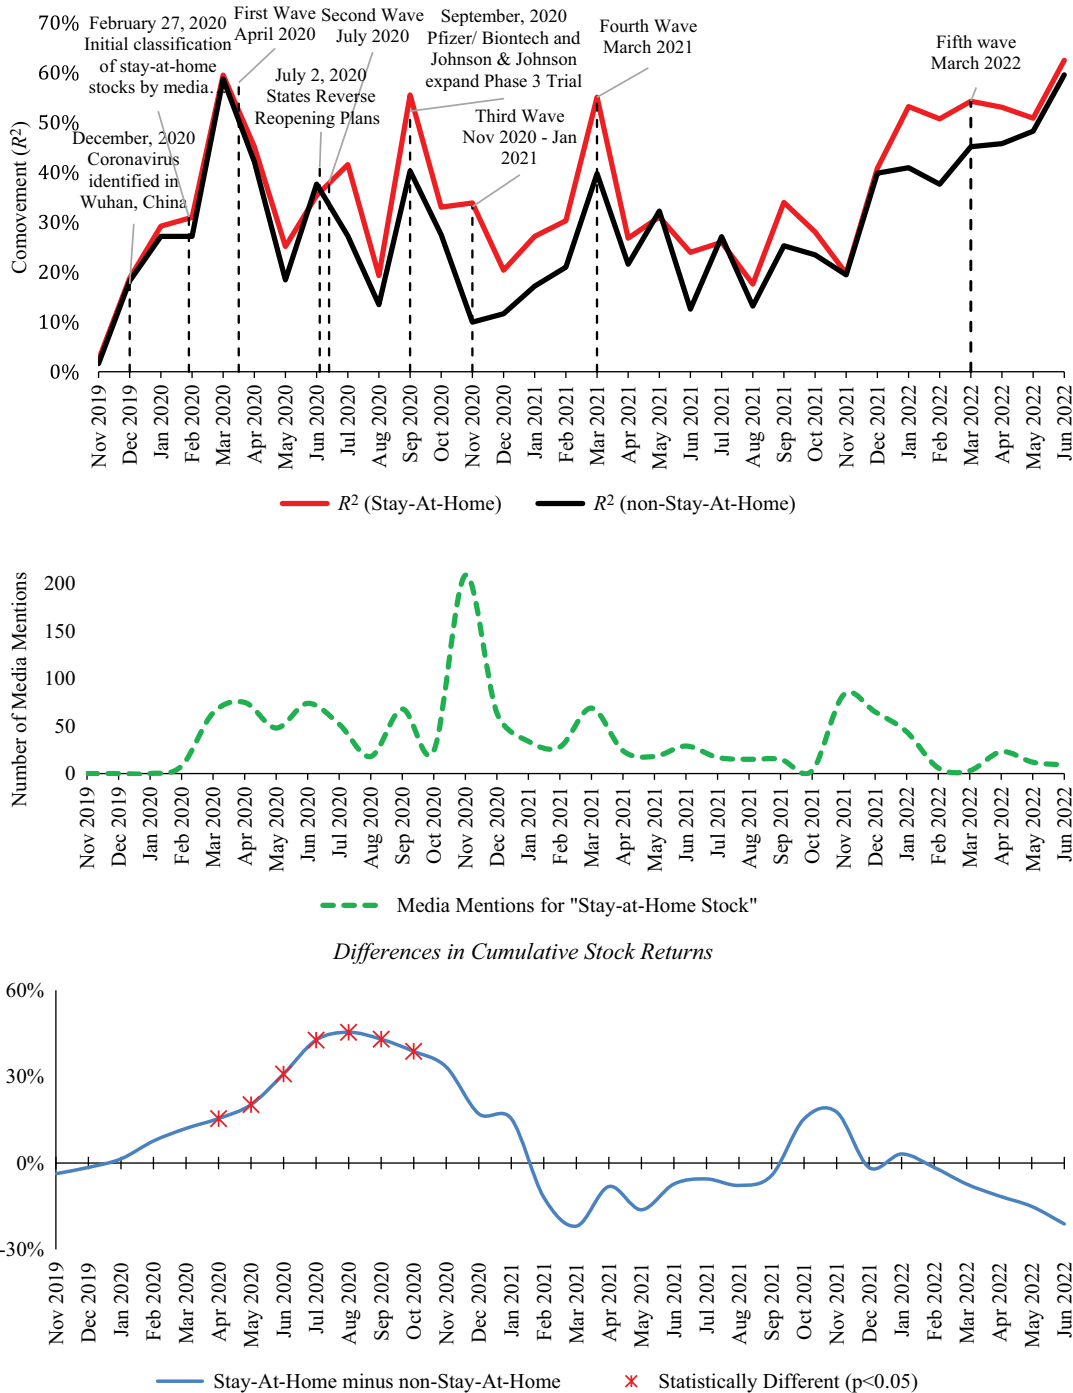 70%
60%
50%
40%
30%
20%
10%
0%
Comovement (R²)
February 27, 2020
Initial classification
of stay-at-home
stocks by media.
First Wave
April 2020
Second Wave
July 2020
July 2, 2020
States Reverse
Reopening Plans
September, 2020
Pfizer/ Biontech and
Johnson & Johnson
expand Phase 3 Trial
Fourth Wave
March 2021
Third Wave
Nov 2020 - Jan
2021
Fifth wave
March 2022
December, 2020
Coronavirus
identified in
Wuhan, China
Nov 2019
Dec 2019
Jan 2020
Feb 2020
Mar 2020
Apr 2020
May 2020
Jun 2020
Jul 2020
Aug 2020
Sep 2020
Oct 2020
Nov 2020
Dec 2020
Jan 2021
Feb 2021
Mar 2021
Apr 2021
May 2021
Jun 2021
Jul 2021
Aug 2021
Sep 2021
Oct 2021
Nov 2021
Dec 2021
Jan 2022
Feb 2022
Mar 2022
Apr 2022
May 2022
Jun 2022
R² (Stay-At-Home)
R² (non-Stay-At-Home)
Number of Media Mentions
200
150
100
50
0
Nov 2019
Dec 2019
Jan 2020
Feb 2020
Mar 2020
Apr 2020
May 2020
Jun 2020
Jul 2020
Aug 2020
Sep 2020
Oct 2020
Nov 2020
Dec 2020
Jan 2021
Feb 2021
Mar 2021
Apr 2021
May 2021
Jun 2021
Jul 2021
Aug 2021
Sep 2021
Oct 2021
Nov 2021
Dec 2021
Jan 2022
Feb 2022
Mar 2022
Apr 2022
May 2022
Jun 2022
Media Mentions for "Stay-at-Home Stock"
Differences in Cumulative Stock Returns
60%
30%
0%
-30%
Nov 2019
Dec 2019
Jan 2020
Feb 2020
Mar 2020
Apr 2020
May 2020
Jun 2020
Jul 2020
Aug 2020
Sep 2020
Oct 2020
Nov 2020
Dec 2020
Jan 2021
Feb 2021
Mar 2021
Apr 2021
May 2021
Jun 2021
Jul 2021
Aug 2021
Sep 2021
Oct 2021
Nov 2021
Dec 2021
Jan 2022
Feb 2022
Mar 2022
Apr 2022
May 2022
Jun 2022
Stay-At-Home minus non-Stay-At-Home
Statistically Different (p<0.05)